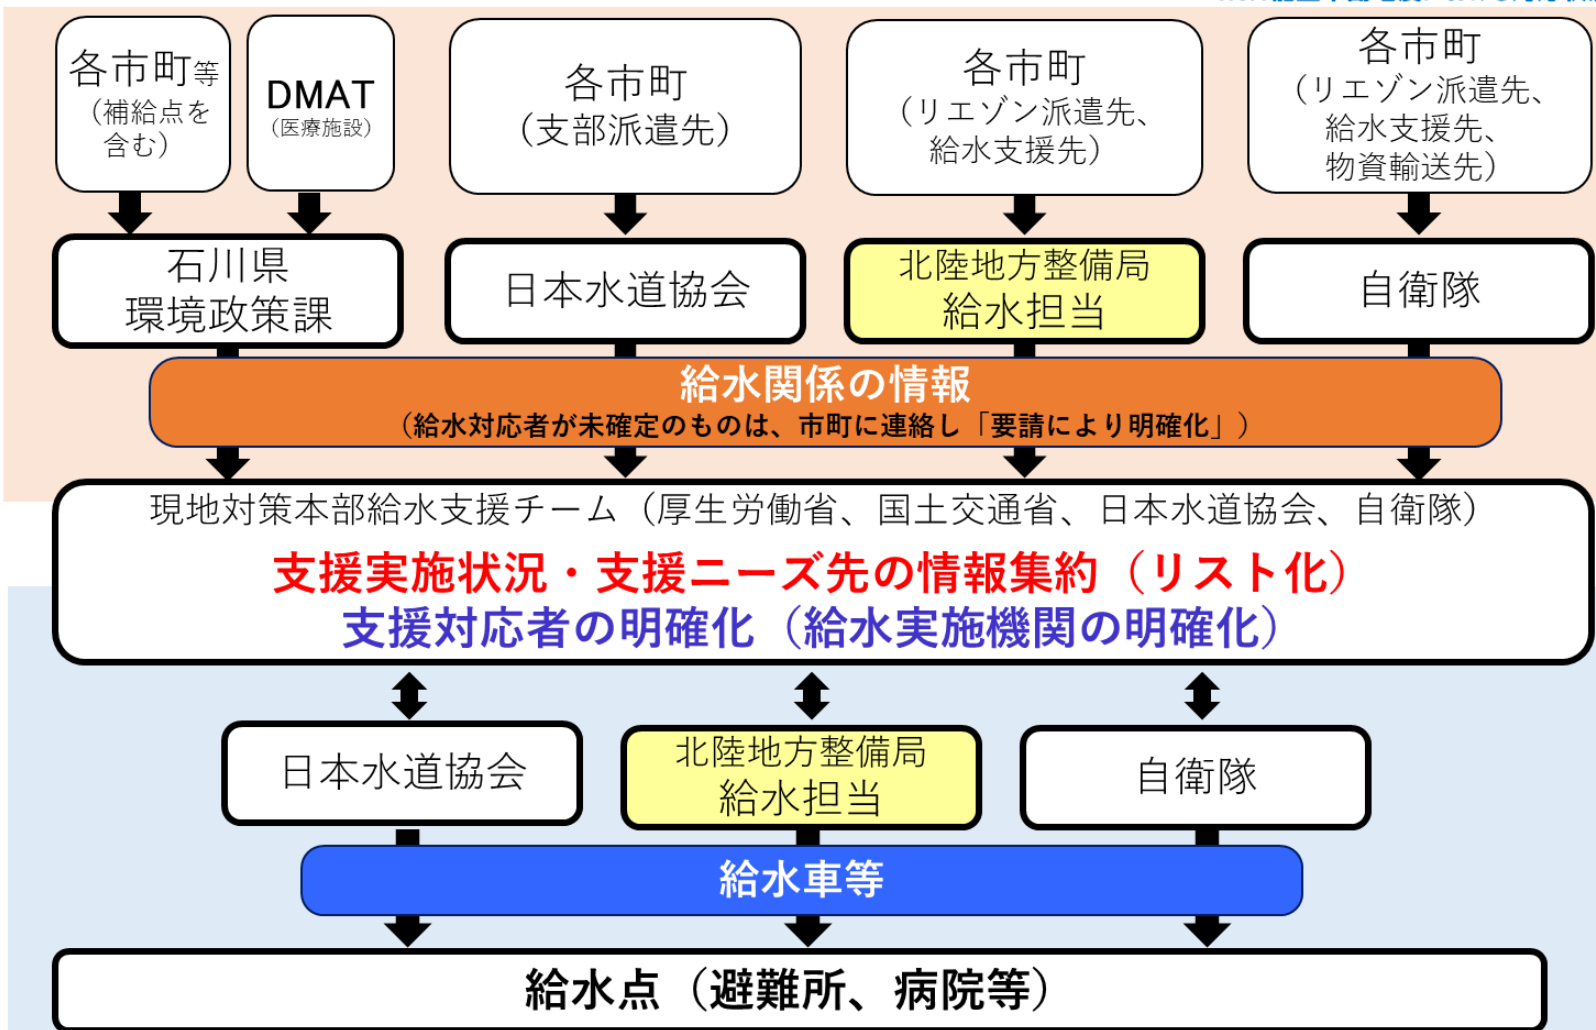 各市町等
（補給点を
含む）
DMAT
（医療施設）
各市町
（支部派遣先）
各市町
（リエゾン派遣先、
給水支援先）
各市町
（リエゾン派遣先、
給水支援先、
物資輸送先）
石川県
環境政策課
日本水道協会
北陸地方整備局
給水担当
自衛隊
給水関係の情報
（給水対応者が未確定のものは、市町に連絡し「要請により明確化」）
現地対策本部給水支援チーム（厚生労働省、国土交通省、日本水道協会、自衛隊）
支援実施状況・支援ニーズ先の情報集約（リスト化）
支援対応者の明確化（給水実施機関の明確化）
日本水道協会
北陸地方整備局
給水担当
自衛隊
給水車等
給水点（避難所、病院等）